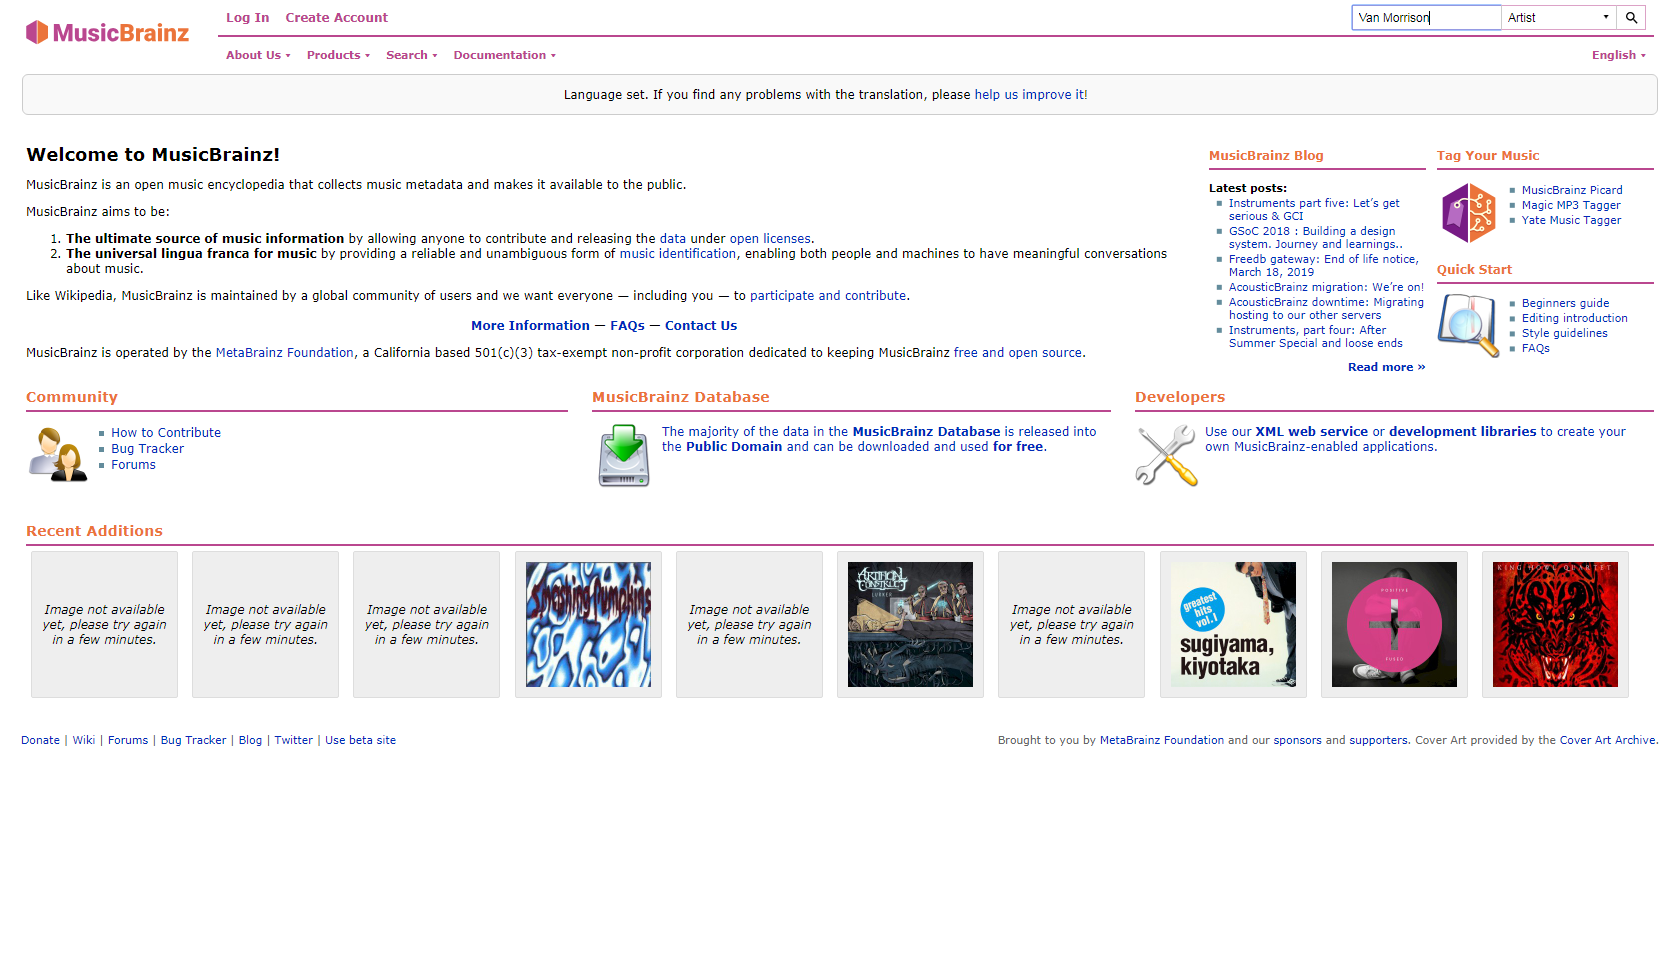 MusicBrainz
Log In
Create Account
Van Morrison
Artist
About Us
Products
Search
Documentation
English
Language set. If you find any problems with the translation, please help us improve it!
Welcome to MusicBrainz!
MusicBrainz is an open music encyclopedia that collects music metadata and makes it available to the public.
MusicBrainz aims to be:
1. The ultimate source of music information by allowing anyone to contribute and releasing the data under open licenses.
2. The universal lingua franca for music by providing a reliable and unambiguous form of music identification, enabling both people and machines to have meaningful conversations
about music.
Like Wikipedia, MusicBrainz is maintained by a global community of users and we want everyone — including you — to participate and contribute.
More Information — FAQs — Contact Us
MusicBrainz is operated by the MetaBrainz Foundation, a California based 501(c)(3) tax-exempt non-profit corporation dedicated to keeping MusicBrainz free and open source.
MusicBrainz Blog
Latest posts:
Instruments part five: Let's get
serious & GCI
GSoC 2018 : Building a design
system. Journey and learnings..
Freedb gateway: End of life notice,
March 18, 2019
AcousticBrainz migration: We're on!
AcousticBrainz downtime: Migrating
hosting to our other servers
Instruments, part four: After
Summer Special and loose ends
Read more »
Tag Your Music
MusicBrainz Picard
Magic MP3 Tagger
Yate Music Tagger
Quick Start
Beginners guide
Editing introduction
Style guidelines
FAQs
Community
How to Contribute
Bug Tracker
Forums
MusicBrainz Database
The majority of the data in the MusicBrainz Database is released into
the Public Domain and can be downloaded and used for free.
Developers
Use our XML web service or development libraries to create your
own MusicBrainz-enabled applications.
Recent Additions
Image not available
yet, please try again
in a few minutes.
Image not available
yet, please try again
in a few minutes.
Image not available
yet, please try again
in a few minutes.
Smashing Pumpkins
Image not available
yet, please try again
in a few minutes.
ARTIFICIAL
CONSTRUCT
LURKER
Image not available
yet, please try again
in a few minutes.
greatest
hits
vol.1
sugiyama,
kiyotaka
POSITIVE
FUSED
KING HOWL QUARTET
Donate | Wiki | Forums | Bug Tracker | Blog | Twitter | Use beta site
Brought to you by MetaBrainz Foundation and our sponsors and supporters. Cover Art provided by the Cover Art Archive.